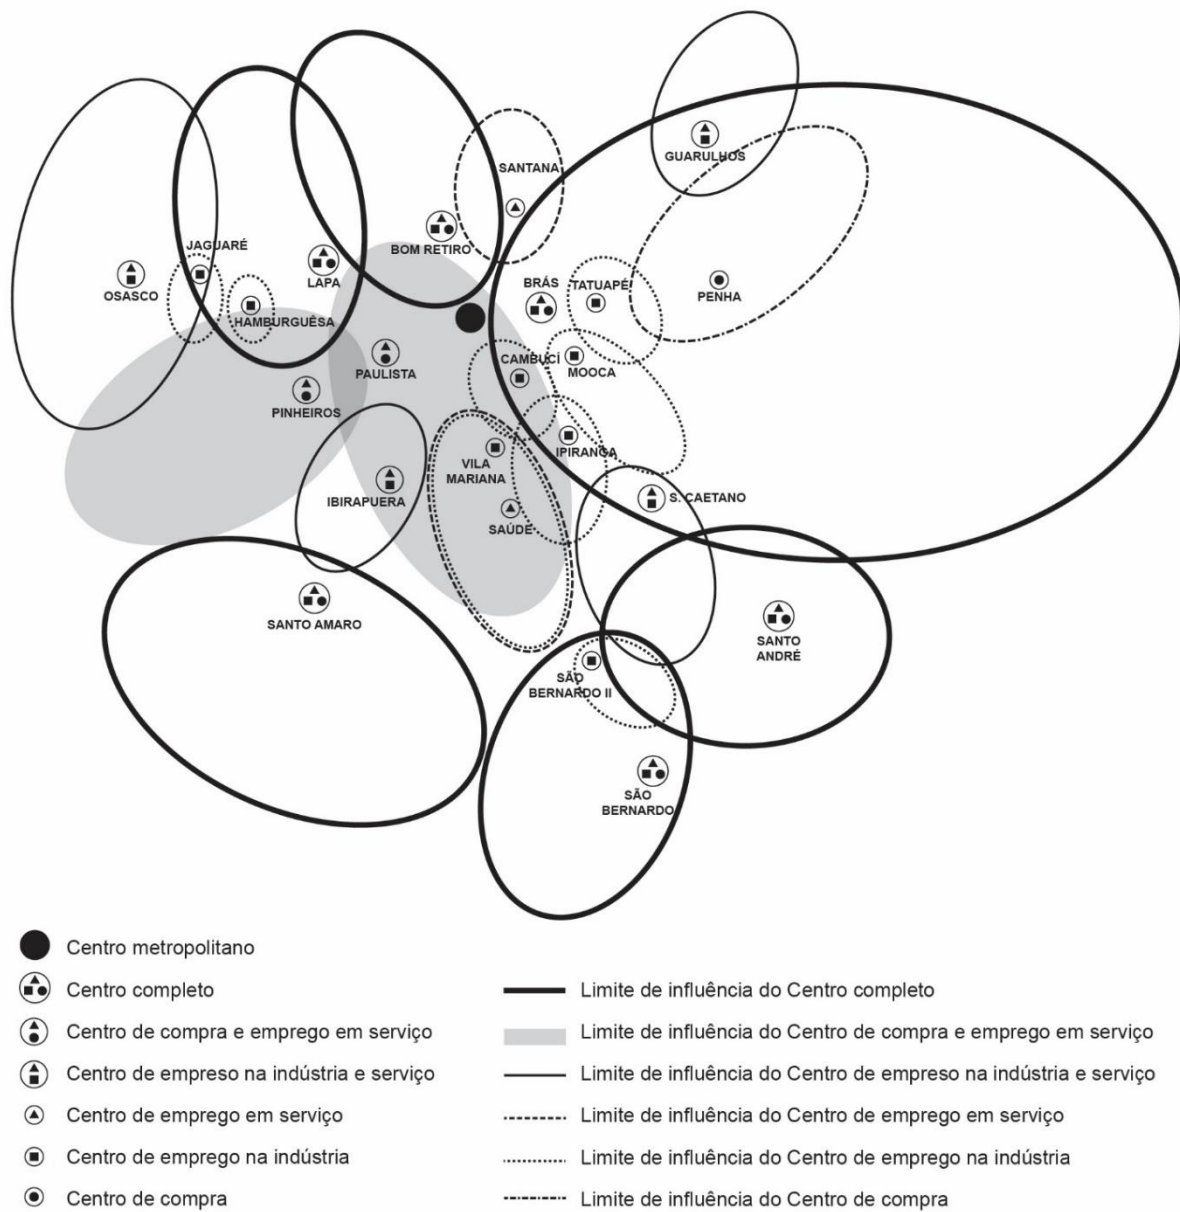 GUARULHOS
SANTANA
JAGUARÉ
BOM RETIRO
OSASCO
LAPA
BRÁS
TATUAPÉ
PENHA
HAMBURGUÊSA
CAMBUCÍ
MOOCA
PAULISTA
PINHEIROS
IPIRANGA
VILA
MARIANA
IBIRAPUERA
S. CAETANO
SAÚDE
SANTO AMARO
SANTO
ANDRÉ
SÃO
BERNARDO II
SÃO
BERNARDO
Centro metropolitano
Centro completo
Centro de compra e emprego em serviço
Centro de empreso na indústria e serviço
Centro de emprego em serviço
Centro de emprego na indústria
Centro de compra
Limite de influência do Centro completo
Limite de influência do Centro de compra e emprego em serviço
Limite de influência do Centro de empreso na indústria e serviço
Limite de influência do Centro de emprego em serviço
Limite de influência do Centro de emprego na indústria
Limite de influência do Centro de compra